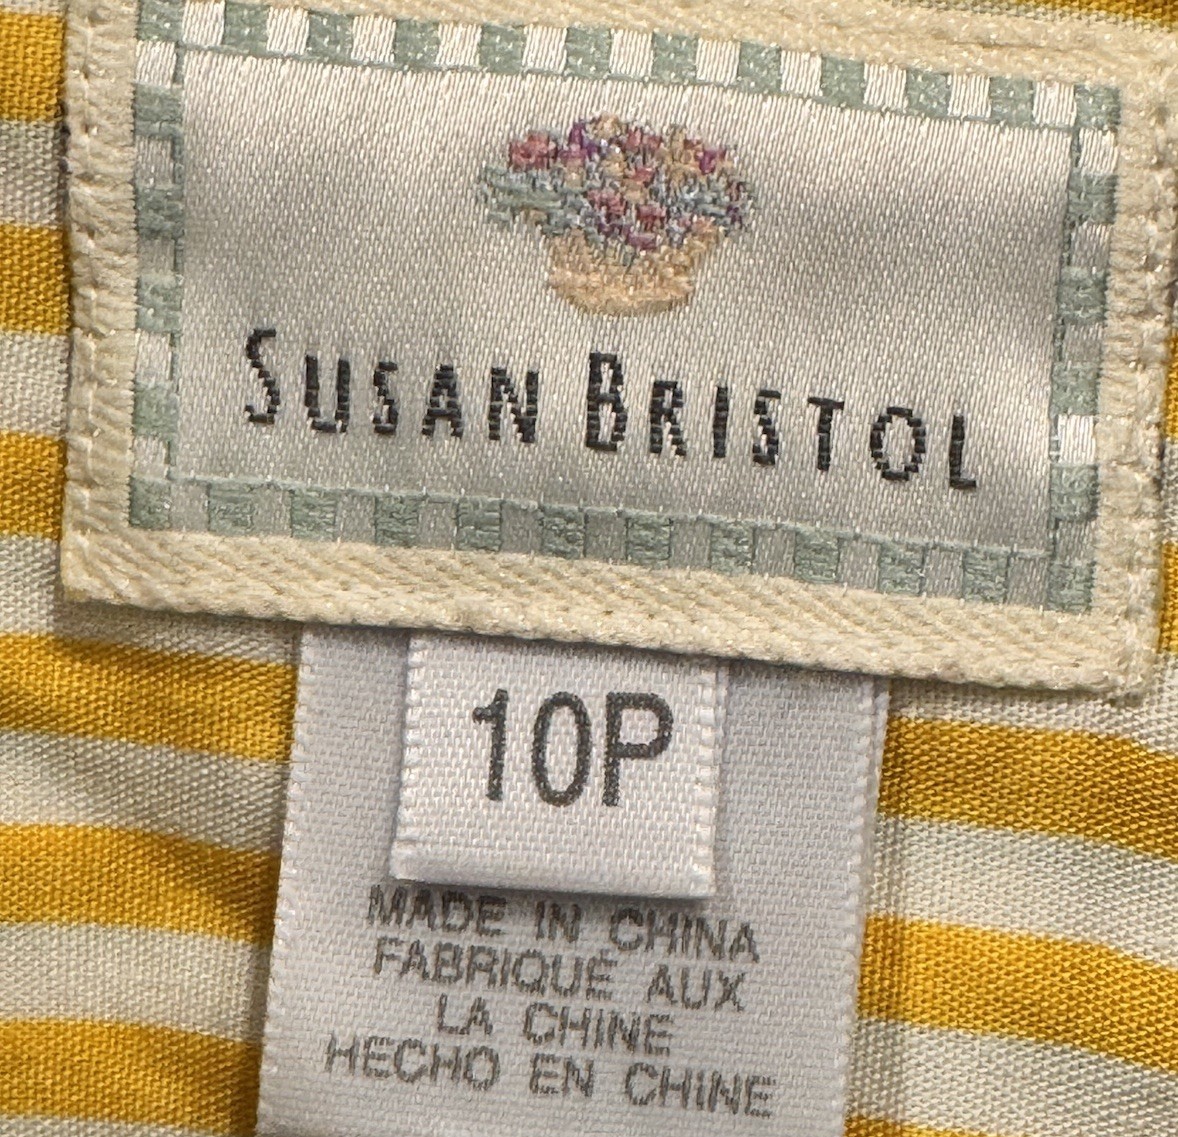 SUSAN BRISTOL
10P
MADE IN CHINA
FABRIQUÉ AUX
LA CHINE
HECHO EN CHINE